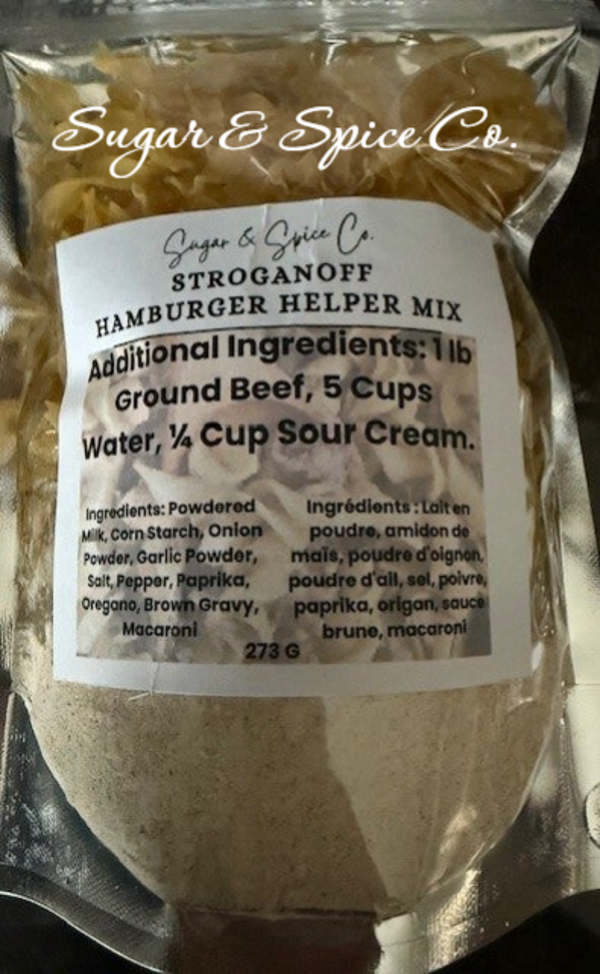 Sugar & Spice Co.
Sugar & Spice Co.
STROGANOFF
HAMBURGER HELPER MIX
Additional Ingredients: 1 lb
Ground Beef, 5 Cups
Water, ¼ Cup Sour Cream.
Ingredients: Powdered
Milk, Corn Starch, Onion
Powder, Garlic Powder,
Salt, Pepper, Paprika,
Oregano, Brown Gravy,
Macaroni
Ingrédients : Lait en
poudre, amidon de
maïs, poudre d'oignon,
poudre d'ail, sel, poivre,
paprika, origan, sauce
brune, macaroni
273 G